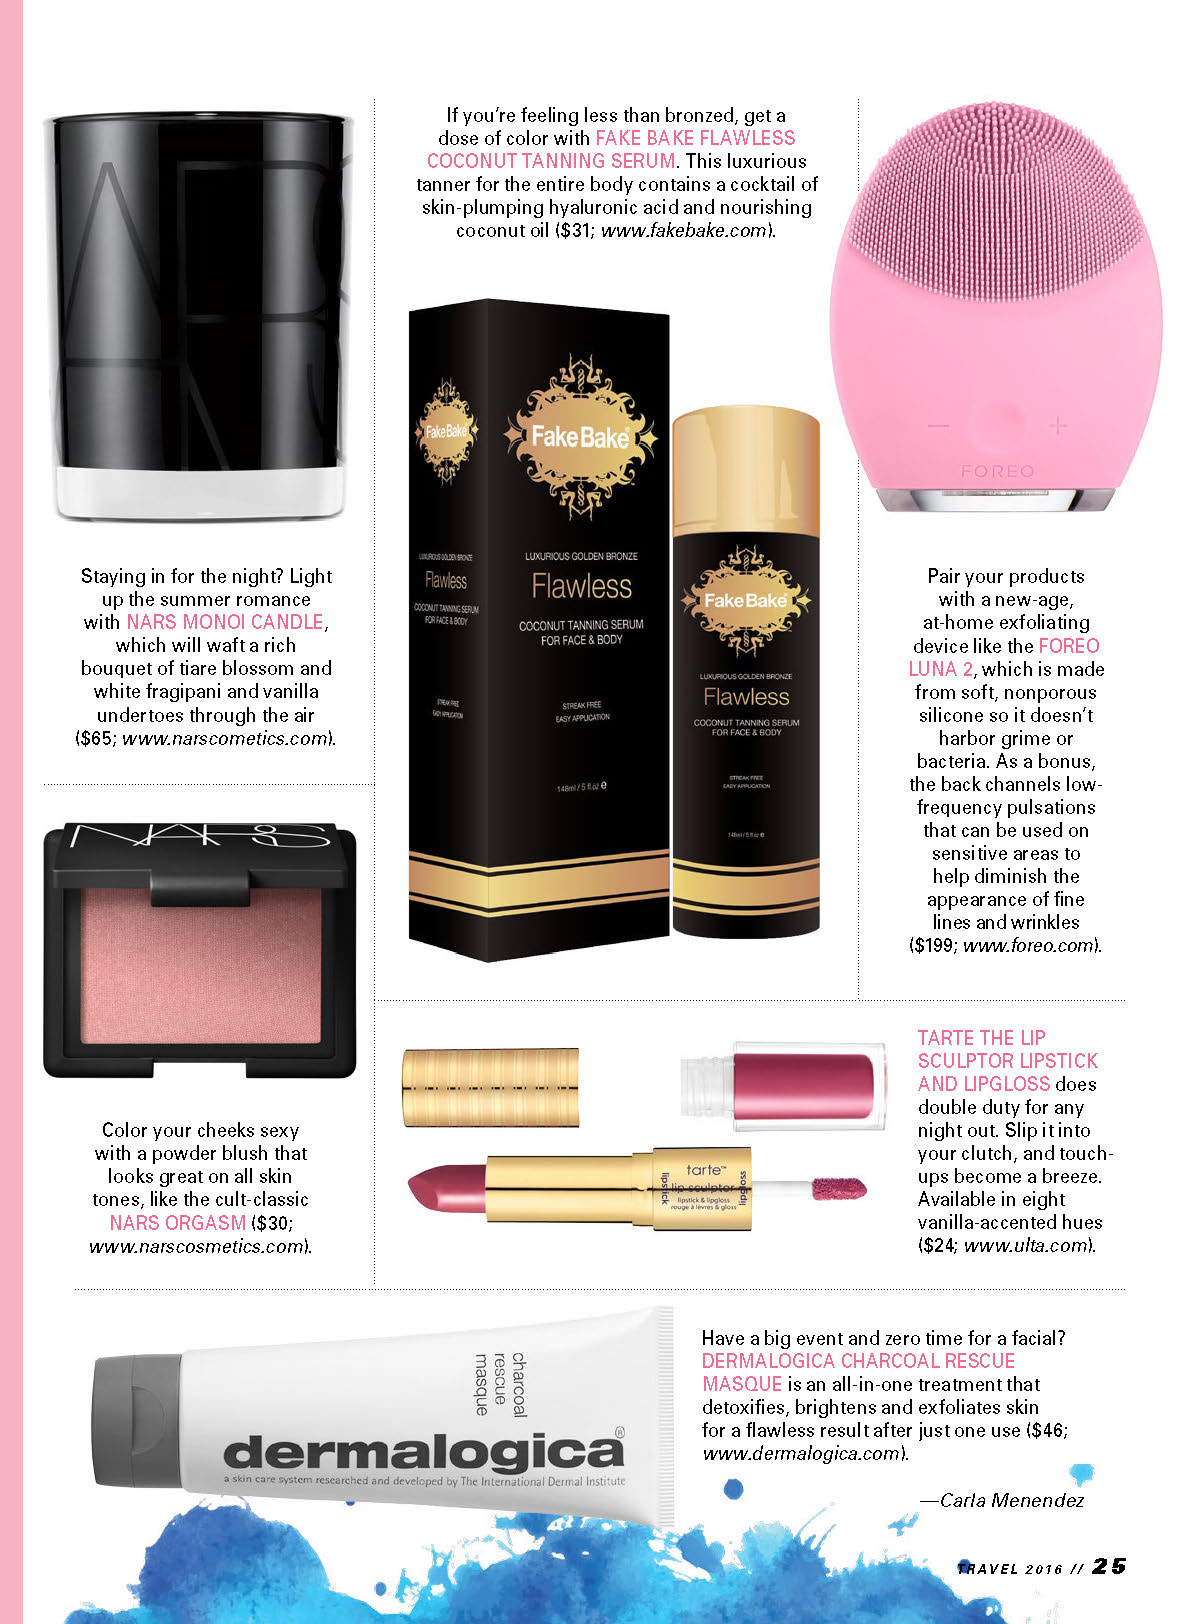 If you're feeling less than bronzed, get a
dose of color with FAKE BAKE FLAWLESS
COCONUT TANNING SERUM. This luxurious
tanner for the entire body contains a cocktail of
skin-plumping hyaluronic acid and nourishing
coconut oil ($31; www.fakebake.com).
NARS
Staying in for the night? Light
up the summer romance
with NARS MONOI CANDLE,
which will waft a rich
bouquet of tiare blossom and
white fragipani and vanilla
undertoes through the air
($65; www.narscometics.com).
FakeBake
LUXURIOUS GOLDEN BRONZE
Flawless
COCONUT TANNING SERUM
FOR FACE & BODY
STREAK FREE
EASY APPLICATION
FakeBake®
LUXURIOUS GOLDEN BRONZE
Flawless
COCONUT TANNING SERUM
FOR FACE & BODY
STREAK FREE
EASY APPLICATION
148ml / 5 fl.oz e
FakeBake
LUXURIOUS GOLDEN BRONZE
Flawless
COCONUT TANNING SERUM
FOR FACE & BODY
STREAK FREE
EASY APPLICATION
148ml / 5 fl oz e
FOREO
Pair your products
with a new-age,
at-home exfoliating
device like the FOREO
LUNA 2, which is made
from soft, nonporous
silicone so it doesn't
harbor grime or
bacteria. As a bonus,
the back channels low-
frequency pulsations
that can be used on
sensitive areas to
help diminish the
appearance of fine
lines and wrinkles
($199; www.foreo.com).
NARS
Color your cheeks sexy
with a powder blush that
looks great on all skin
tones, like the cult-classic
NARS ORGASM ($30;
www.narscosmetics.com).
lipstick
tarte™
lip sculptor
lipstick & lipgloss
rouge à lèvres & gloss
lipgloss
TARTE THE LIP
SCULPTOR LIPSTICK
AND LIPGLOSS does
double duty for any
night out. Slip it into
your clutch, and touch-
ups become a breeze.
Available in eight
vanilla-accented hues
($24; www.ulta.com).
charcoal
rescue
masque
dermalogica®
a skin care system researched and developed by The International Dermal Institute
Have a big event and zero time for a facial?
DERMALOGICA CHARCOAL RESCUE
MASQUE is an all-in-one treatment that
detoxifies, brightens and exfoliates skin
for a flawless result after just one use ($46;
www.dermalogica.com).
—Carla Menendez
TRAVEL 2016 // 25